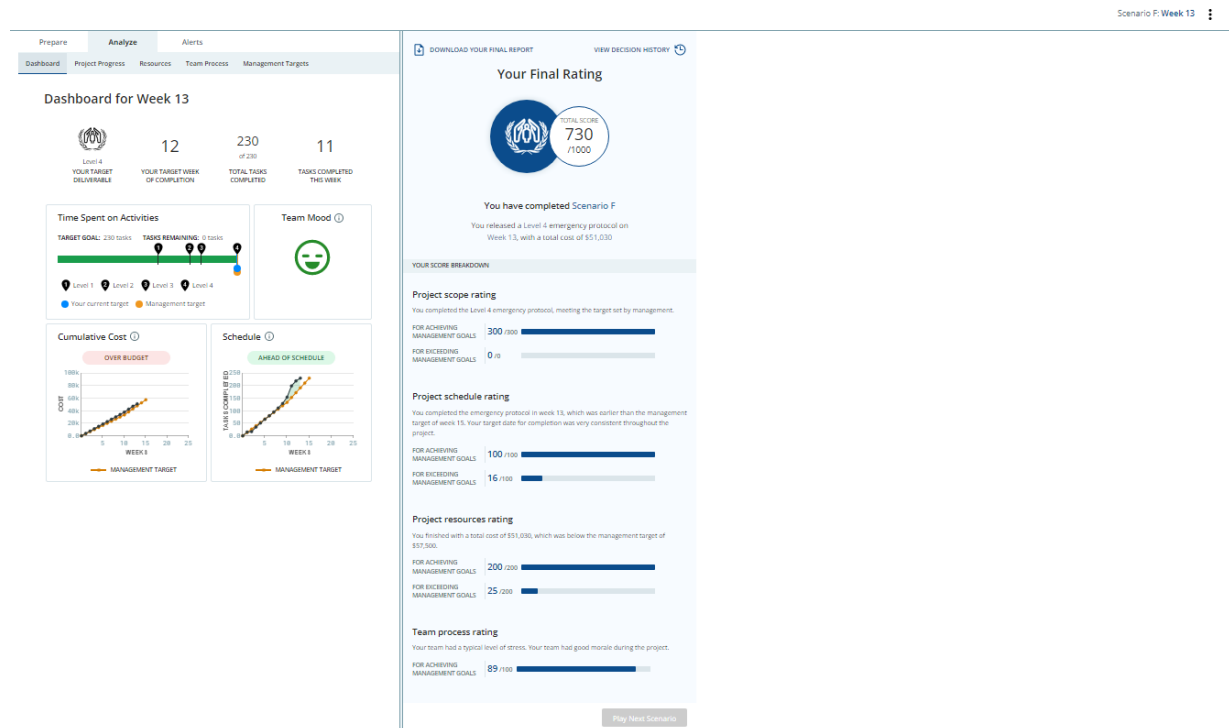 Scenario F: Week 13
Prepare Analyze Alerts
Dashboard Project Progress Resources Team Process Management Targets
Dashboard for Week 13
Level 4
YOUR TARGET
DELIVERABLE
12
YOUR TARGET WEEK
OF COMPLETION
230
of 230
TOTAL TASKS
COMPLETED
11
TASKS COMPLETED
THIS WEEK
Time Spent on Activities
TARGET GOAL: 230 tasks TASKS REMAINING: 0 tasks
1 2 3 4
1 Level 1 2 Level 2 3 Level 3 4 Level 4
Your current target Management target
Team Mood
Cumulative Cost
OVER BUDGET
100k
80k
60k
40k
20k
0.0
COST
5 10 15 20 25
WEEKS
MANAGEMENT TARGET
Schedule
AHEAD OF SCHEDULE
250
200
150
100
50
0.0
TASKS COMPLETED
5 10 15 20 25
WEEKS
MANAGEMENT TARGET
DOWNLOAD YOUR FINAL REPORT VIEW DECISION HISTORY
Your Final Rating
TOTAL SCORE
730
/1000
You have completed Scenario F
You released a Level 4 emergency protocol on
Week 13, with a total cost of $51,030
YOUR SCORE BREAKDOWN
Project scope rating
You completed the Level 4 emergency protocol, meeting the target set by management.
FOR ACHIEVING
MANAGEMENT GOALS
300 /300
FOR EXCEEDING
MANAGEMENT GOALS
0 /0
Project schedule rating
You completed the emergency protocol in week 13, which was earlier than the management
target of week 15. Your target date for completion was very consistent throughout the
project.
FOR ACHIEVING
MANAGEMENT GOALS
100 /100
FOR EXCEEDING
MANAGEMENT GOALS
16 /100
Project resources rating
You finished with a total cost of $51,030, which was below the management target of
$57,500.
FOR ACHIEVING
MANAGEMENT GOALS
200 /200
FOR EXCEEDING
MANAGEMENT GOALS
25 /200
Team process rating
Your team had a typical level of stress. Your team had good morale during the project.
FOR ACHIEVING
MANAGEMENT GOALS
89 /100
Play Next Scenario